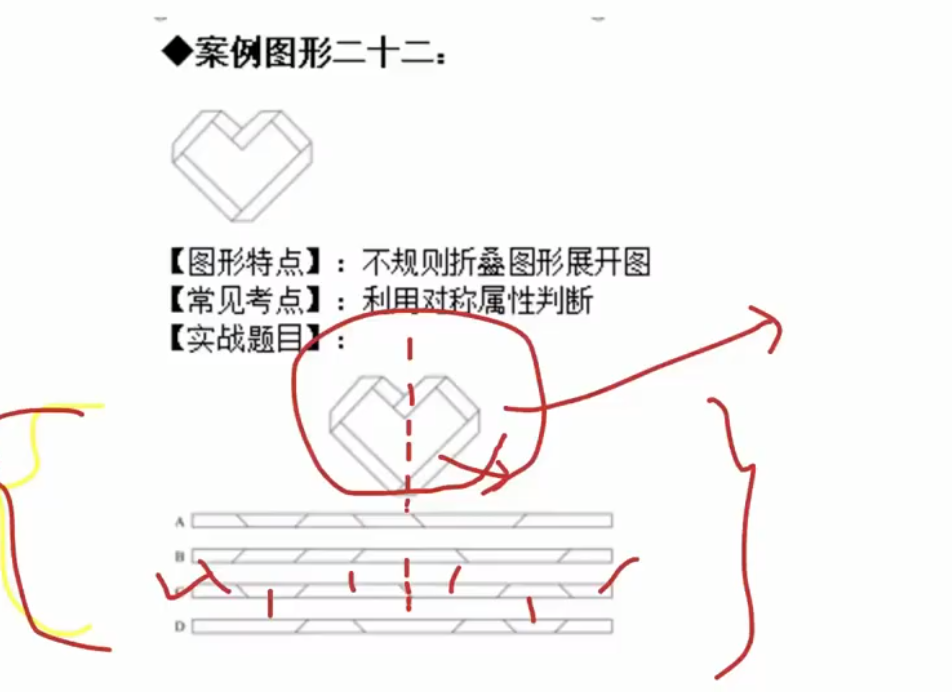 ◆案例图形二十二：
【图形特点】：不规则折叠图形展开图
【常见考点】：利用对称属性判断
【实战题目】：
A
B
C
D